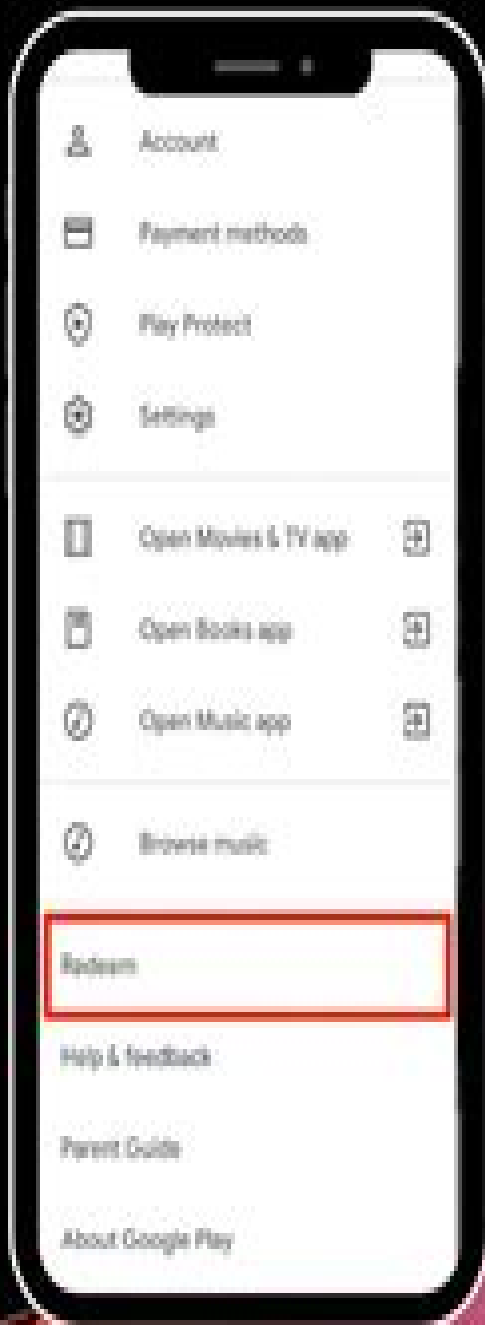 Account
Payment methods
Play Protect
Settings
Open Movies & TV app
Open Books app
Open Music app
Browse music
Redeem
Help & feedback
Parent Guide
About Google Play